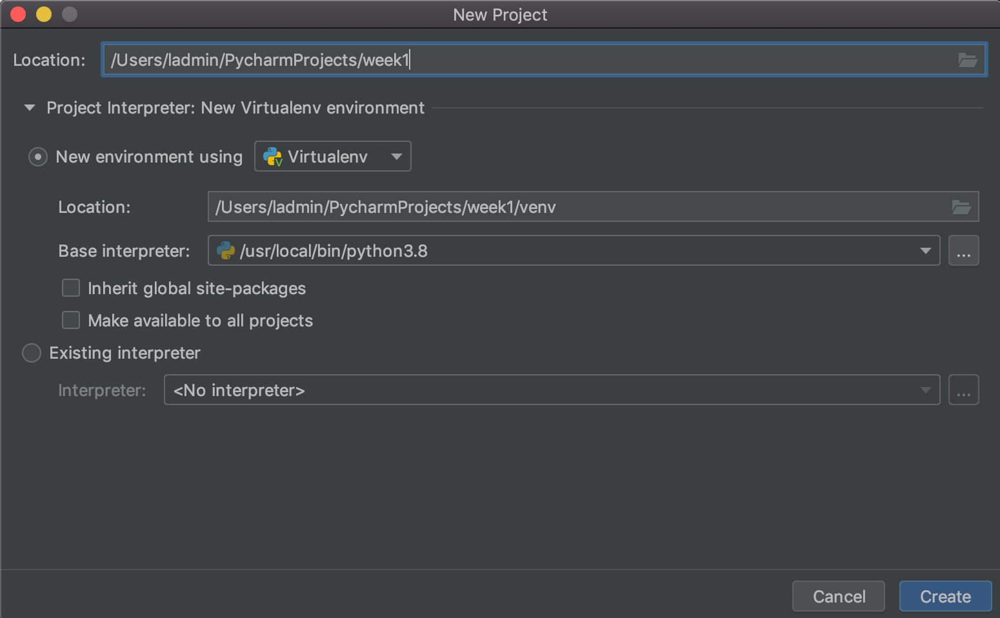 New Project
Location: /Users/ladmin/PycharmProjects/week1
Project Interpreter: New Virtualenv environment
New environment using Virtualenv
Location: /Users/ladmin/PycharmProjects/week1/venv
Base interpreter: /usr/local/bin/python3.8 ...
Inherit global site-packages
Make available to all projects
Existing interpreter
Interpreter: <No interpreter> ...
Cancel Create